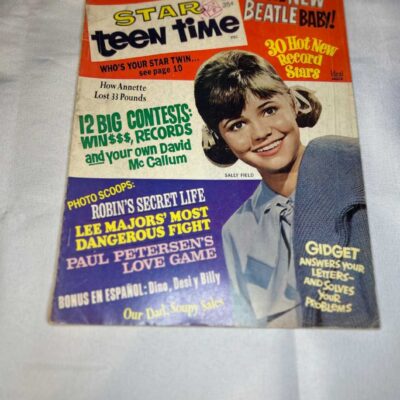 NEW
BEATLE BABY!
STAR
35¢
teen time
WHO'S YOUR STAR TWIN...
see page 10
30 Hot New
Record
Stars
How Annette
Lost 33 Pounds
12 BIG CONTESTS:
WIN$$$, RECORDS
and your own David
McCallum
SALLY FIELD
PHOTO SCOOPS:
ROBIN'S SECRET LIFE
LEE MAJORS' MOST
DANGEROUS FIGHT
PAUL PETERSEN'S
LOVE GAME
BONUS EN ESPAÑOL: Dino, Desi y Billy
Our Dad, Soupy Sales
GIDGET
ANSWERS YOUR
LETTERS—
AND SOLVES
YOUR
PROBLEMS